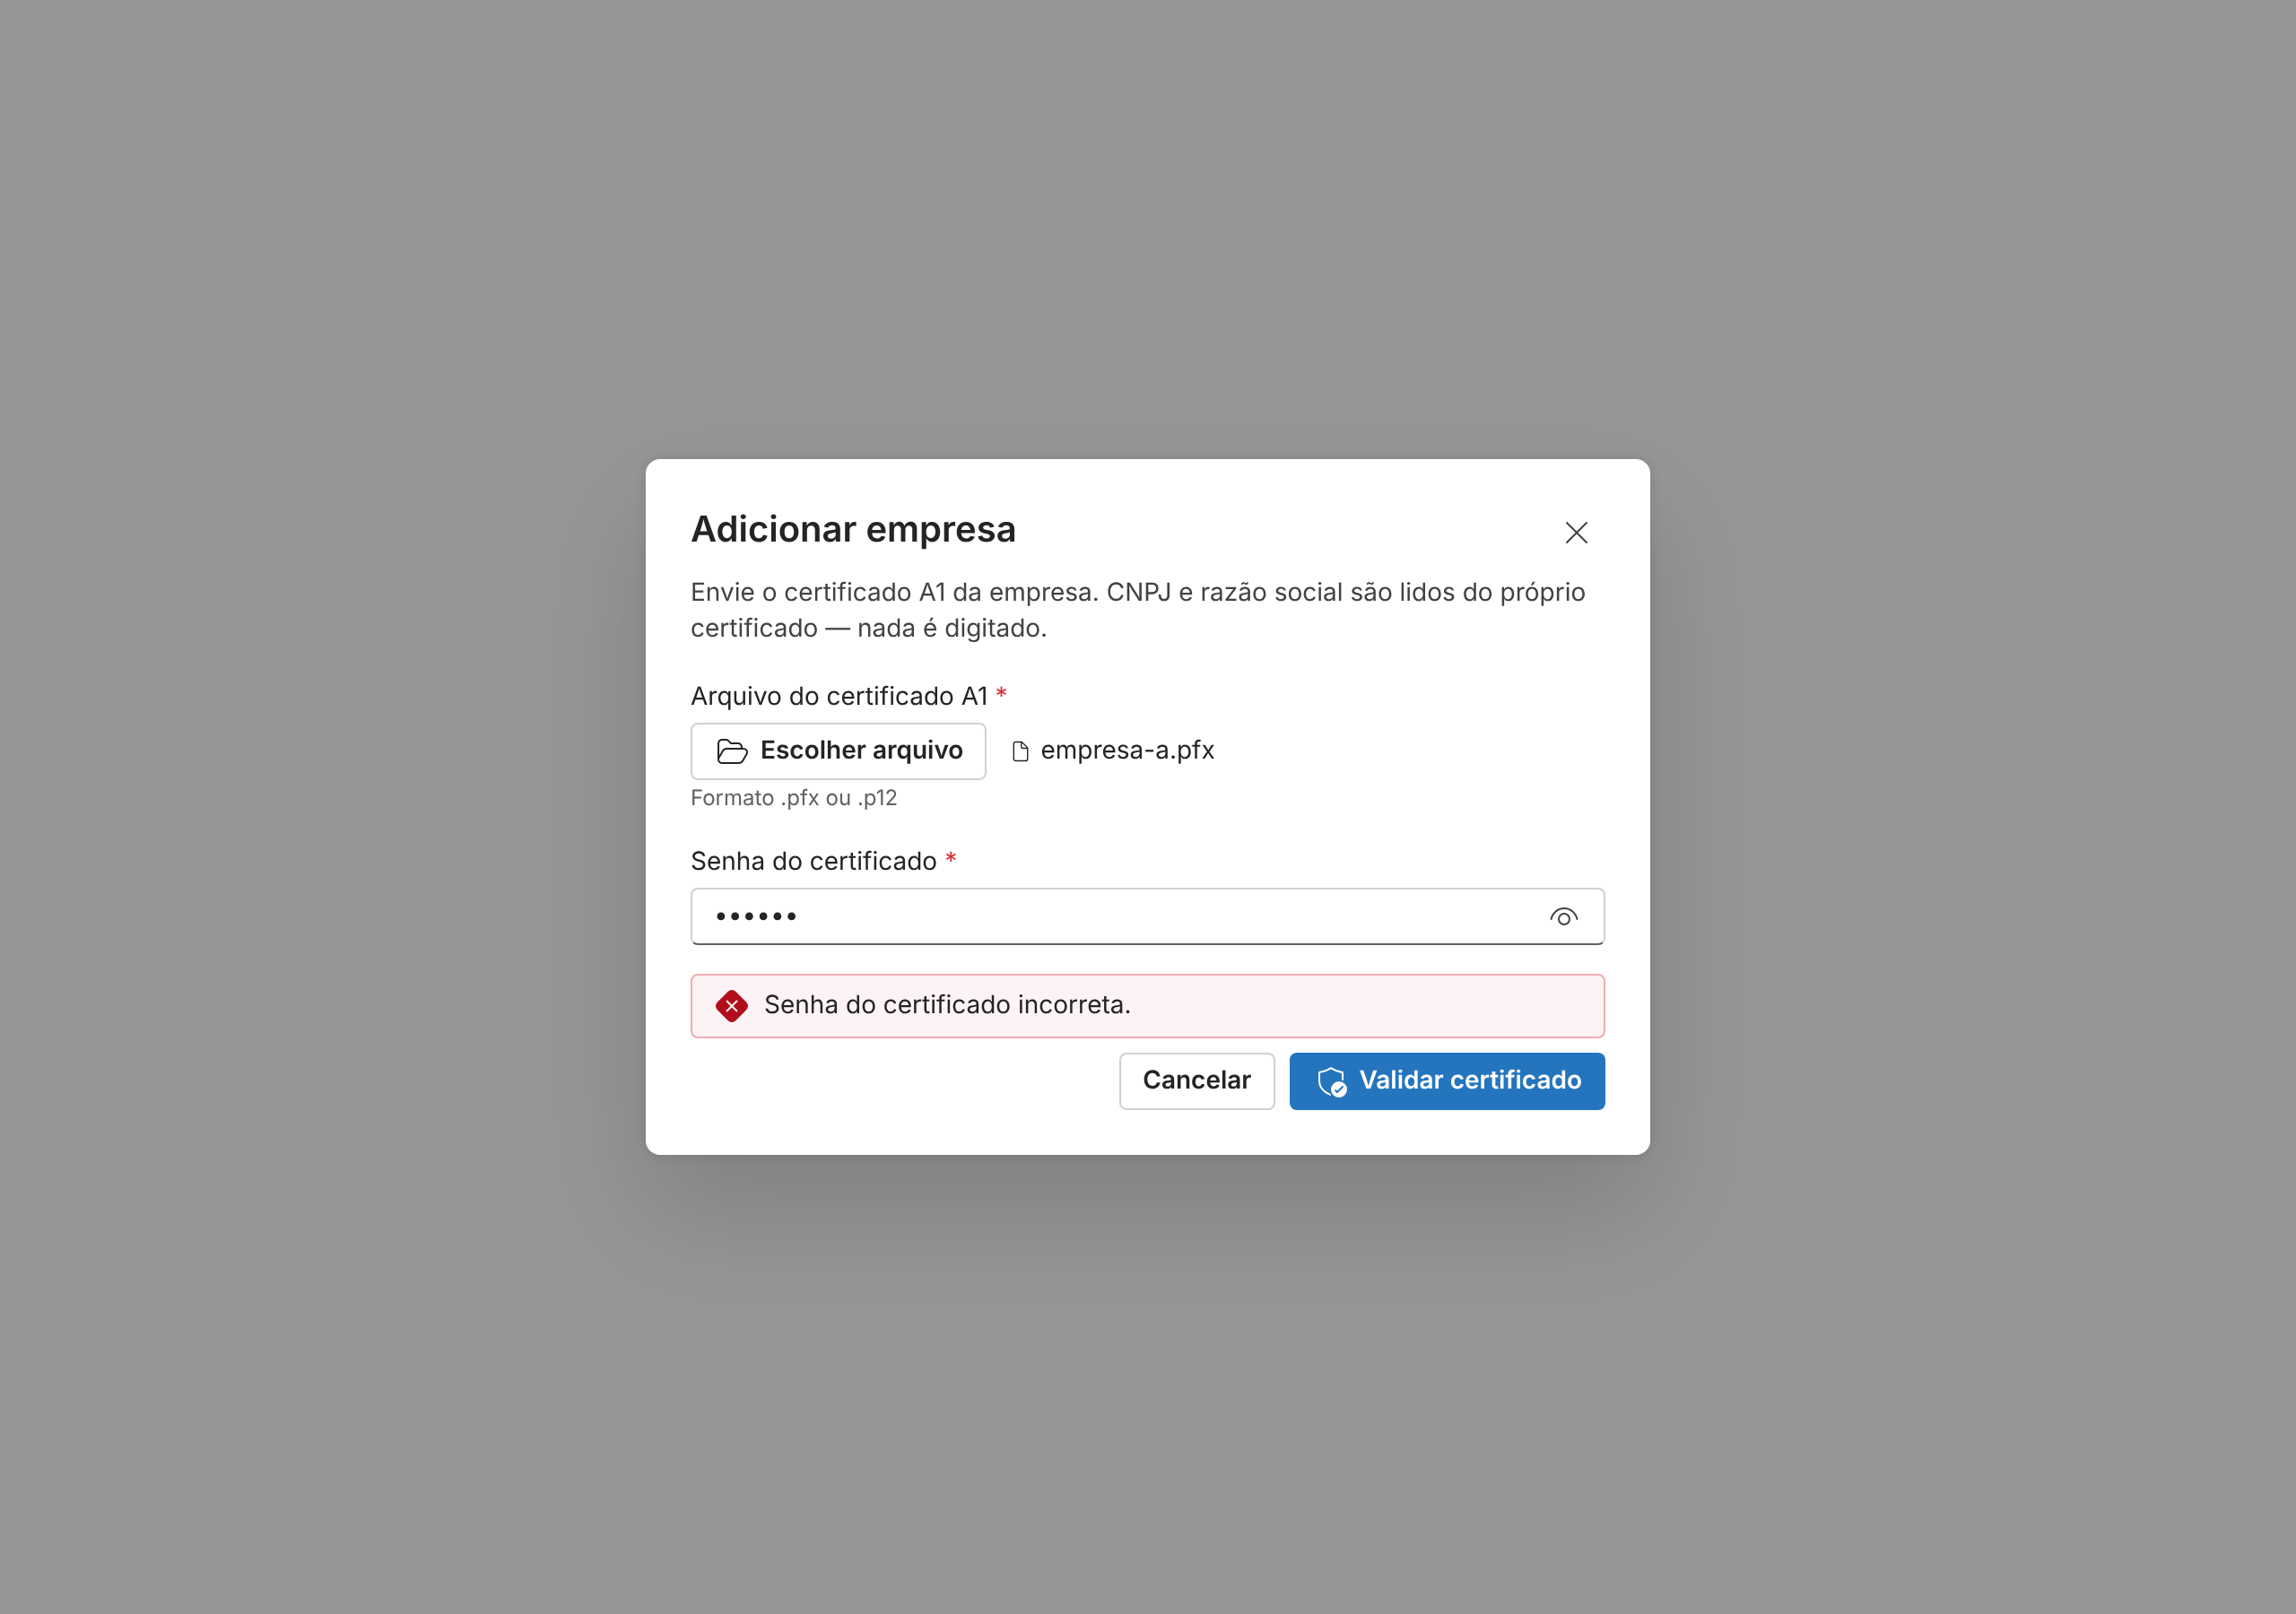 Adicionar empresa
Envie o certificado A1 da empresa. CNPJ e razão social são lidos do próprio
certificado — nada é digitado.
Arquivo do certificado A1 *
Escolher arquivo empresa-a.pfx
Formato .pfx ou .p12
Senha do certificado *
••••••
Senha do certificado incorreta.
Cancelar Validar certificado